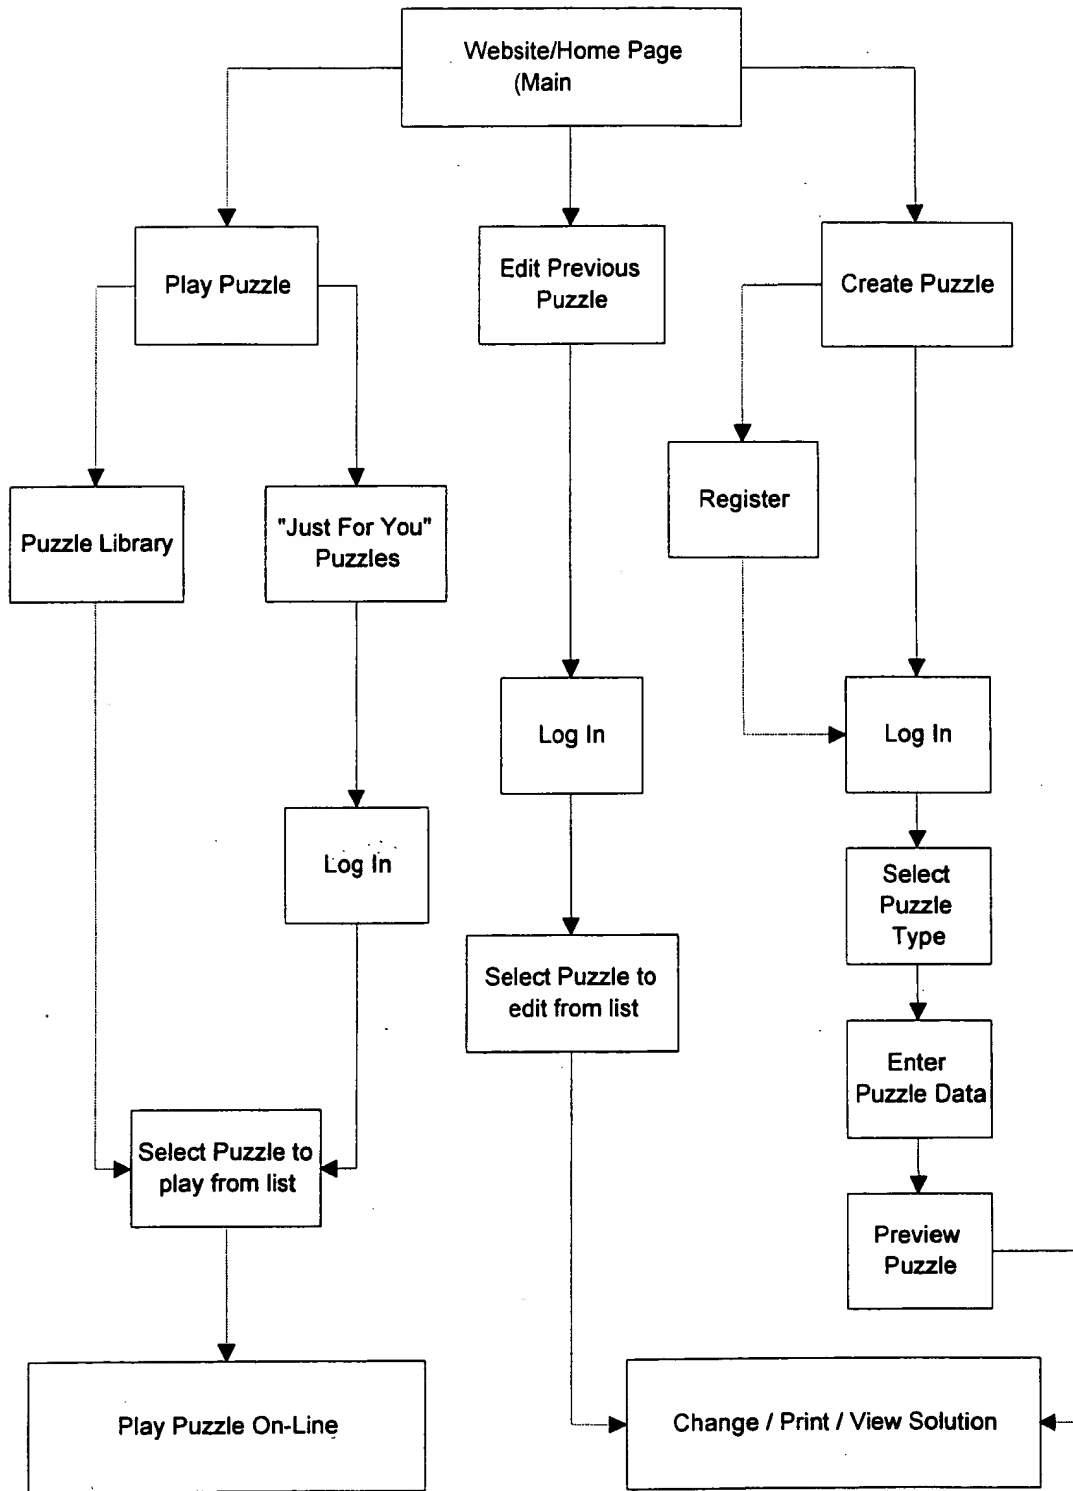 Website/Home Page
(Main
Play Puzzle
Edit Previous
Puzzle
Create Puzzle
Puzzle Library
"Just For You"
Puzzles
Register
Log In
Log In
Log In
Select
Puzzle
Type
Select Puzzle to
edit from list
Enter
Puzzle Data
Select Puzzle to
play from list
Preview
Puzzle
Play Puzzle On-Line
Change / Print / View Solution